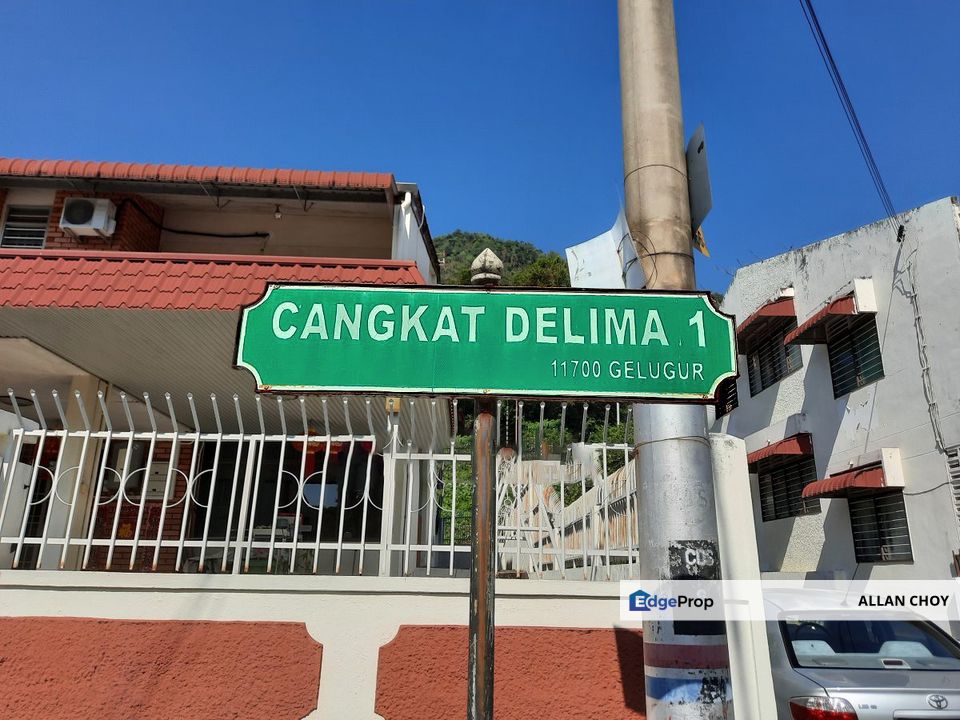 CANGKAT DELIMA 1
11700 GELUGUR
EdgeProp
ALLAN CHOY